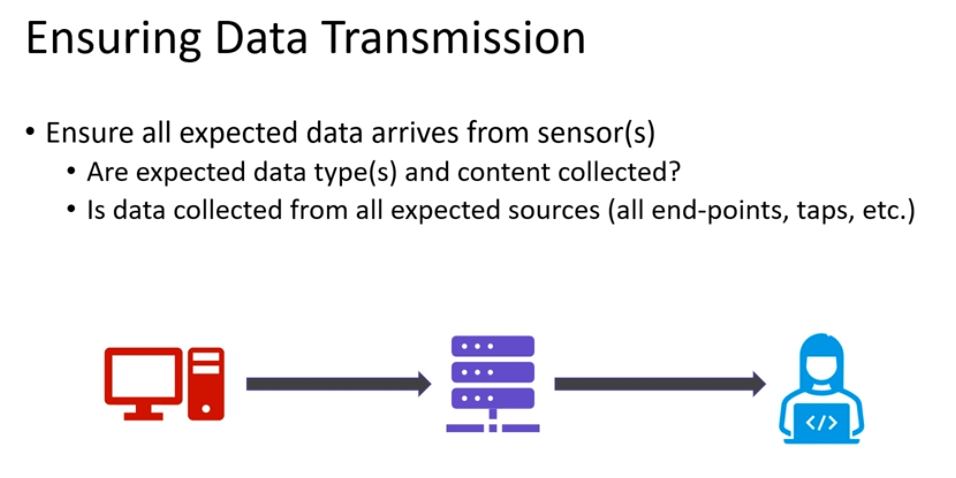 Ensuring Data Transmission
• Ensure all expected data arrives from sensor(s)
• Are expected data type(s) and content collected?
• Is data collected from all expected sources (all end-points, taps, etc.)
</>